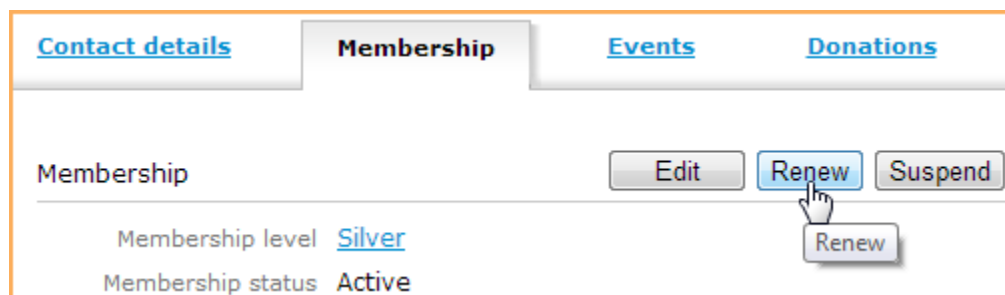 Contact details Membership Events Donations
Membership Edit Renew Suspend
Renew
Membership level Silver
Membership status Active